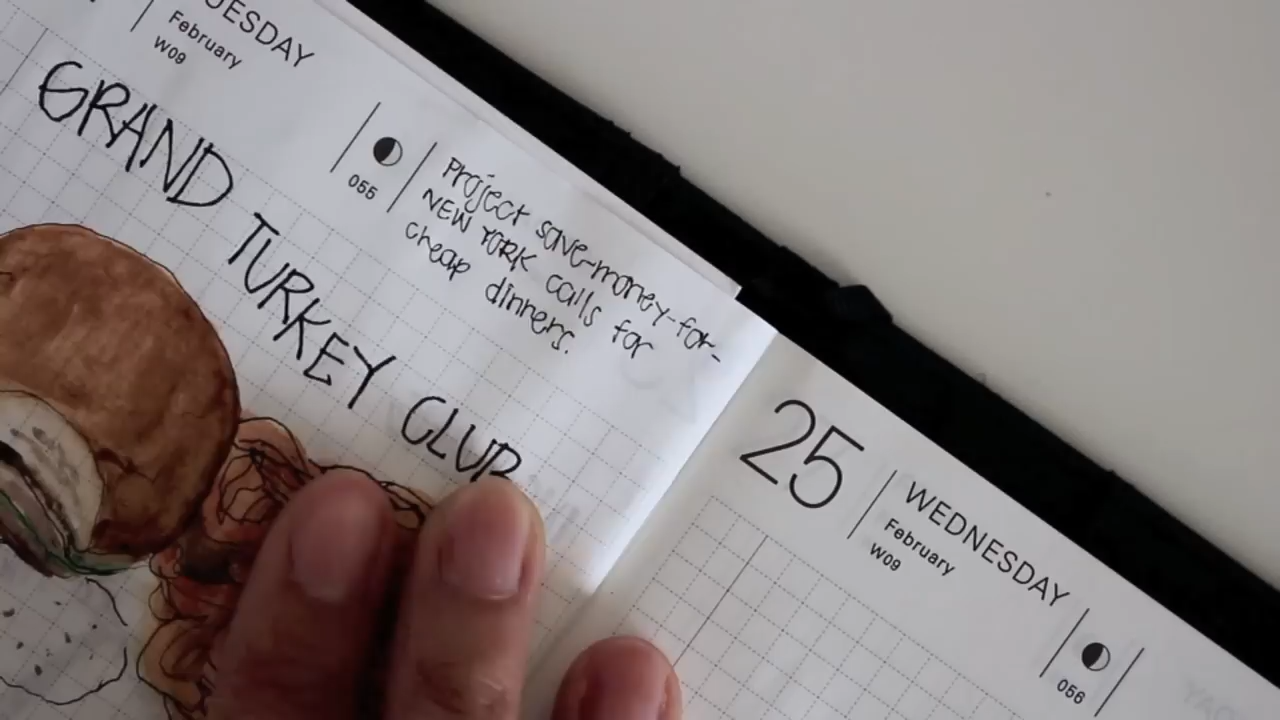 TUESDAY
February
W09
055
Project save-money-for-
NEW YORK calls for
cheap dinners.
GRAND TURKEY CLUB
25
WEDNESDAY
February
W09
056